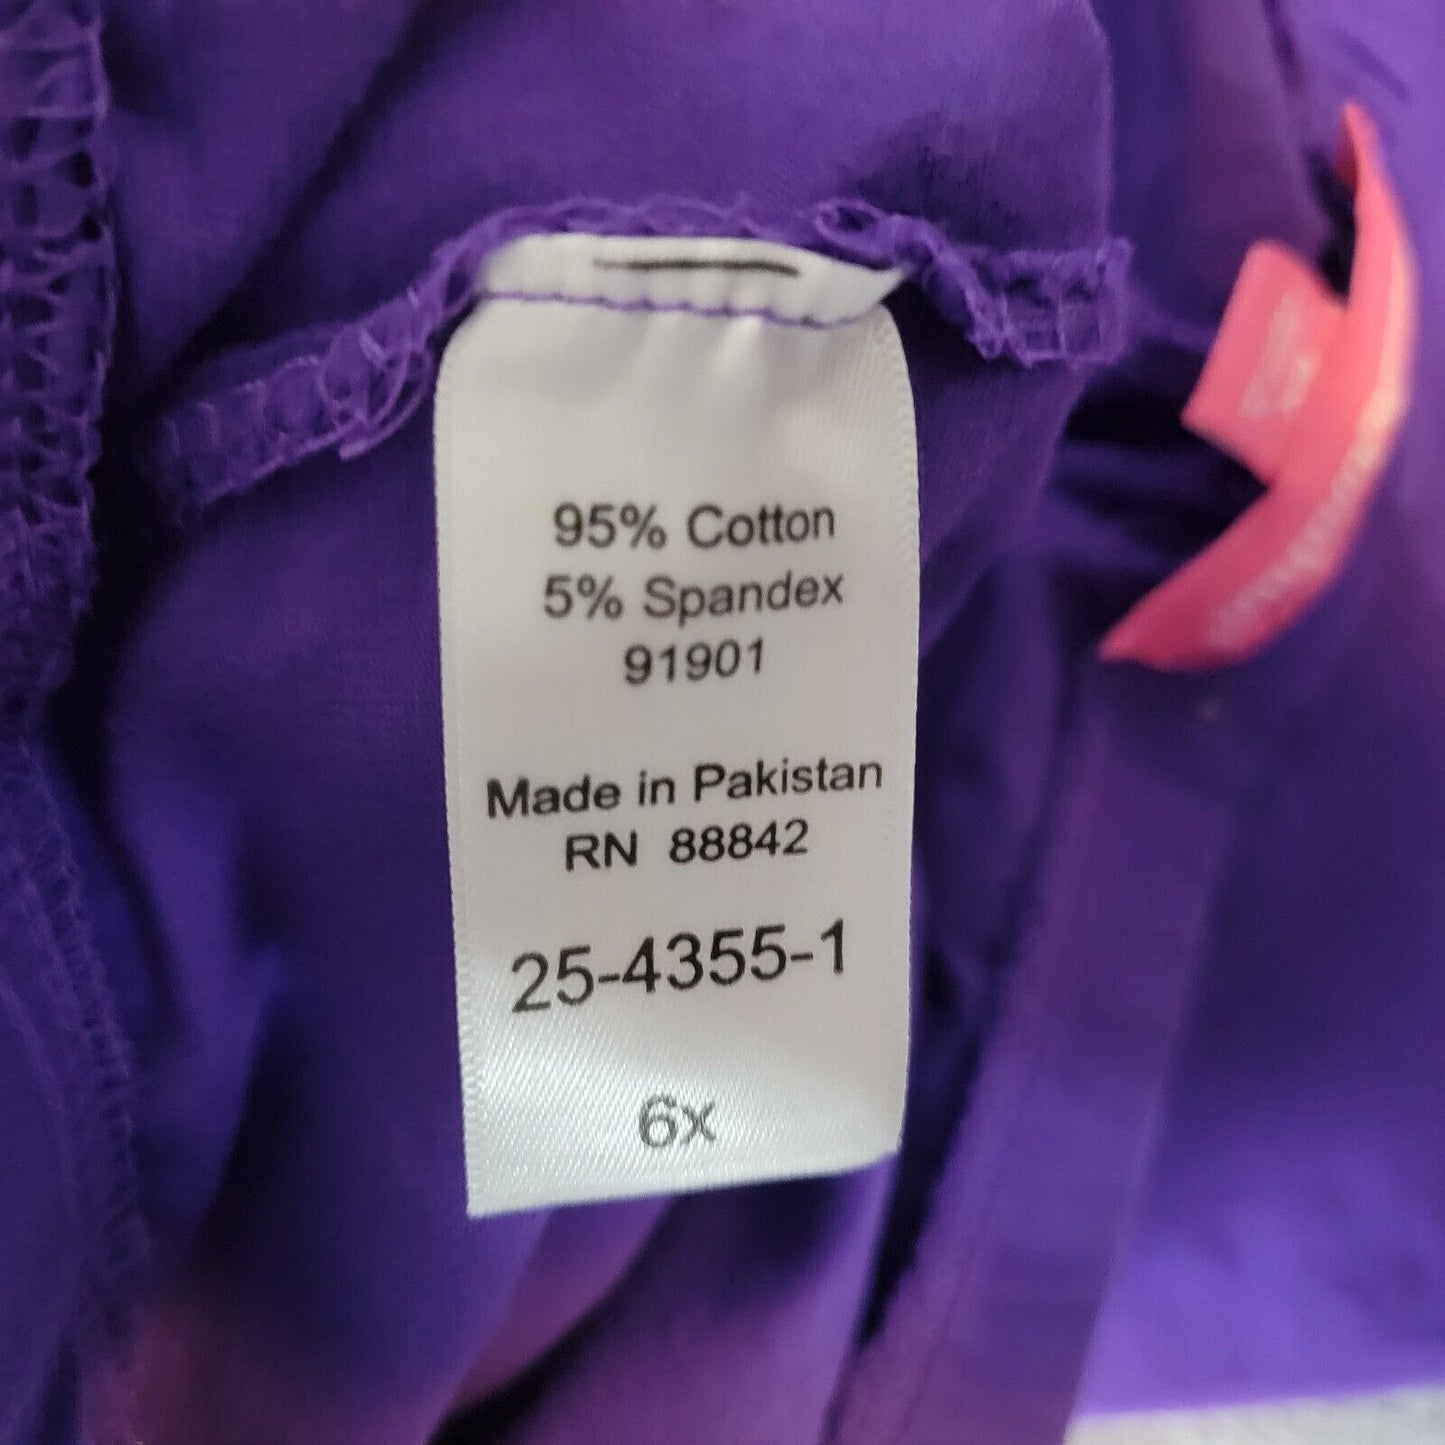 95% Cotton
5% Spandex
91901
Made in Pakistan
RN 88842
25-4355-1
6x